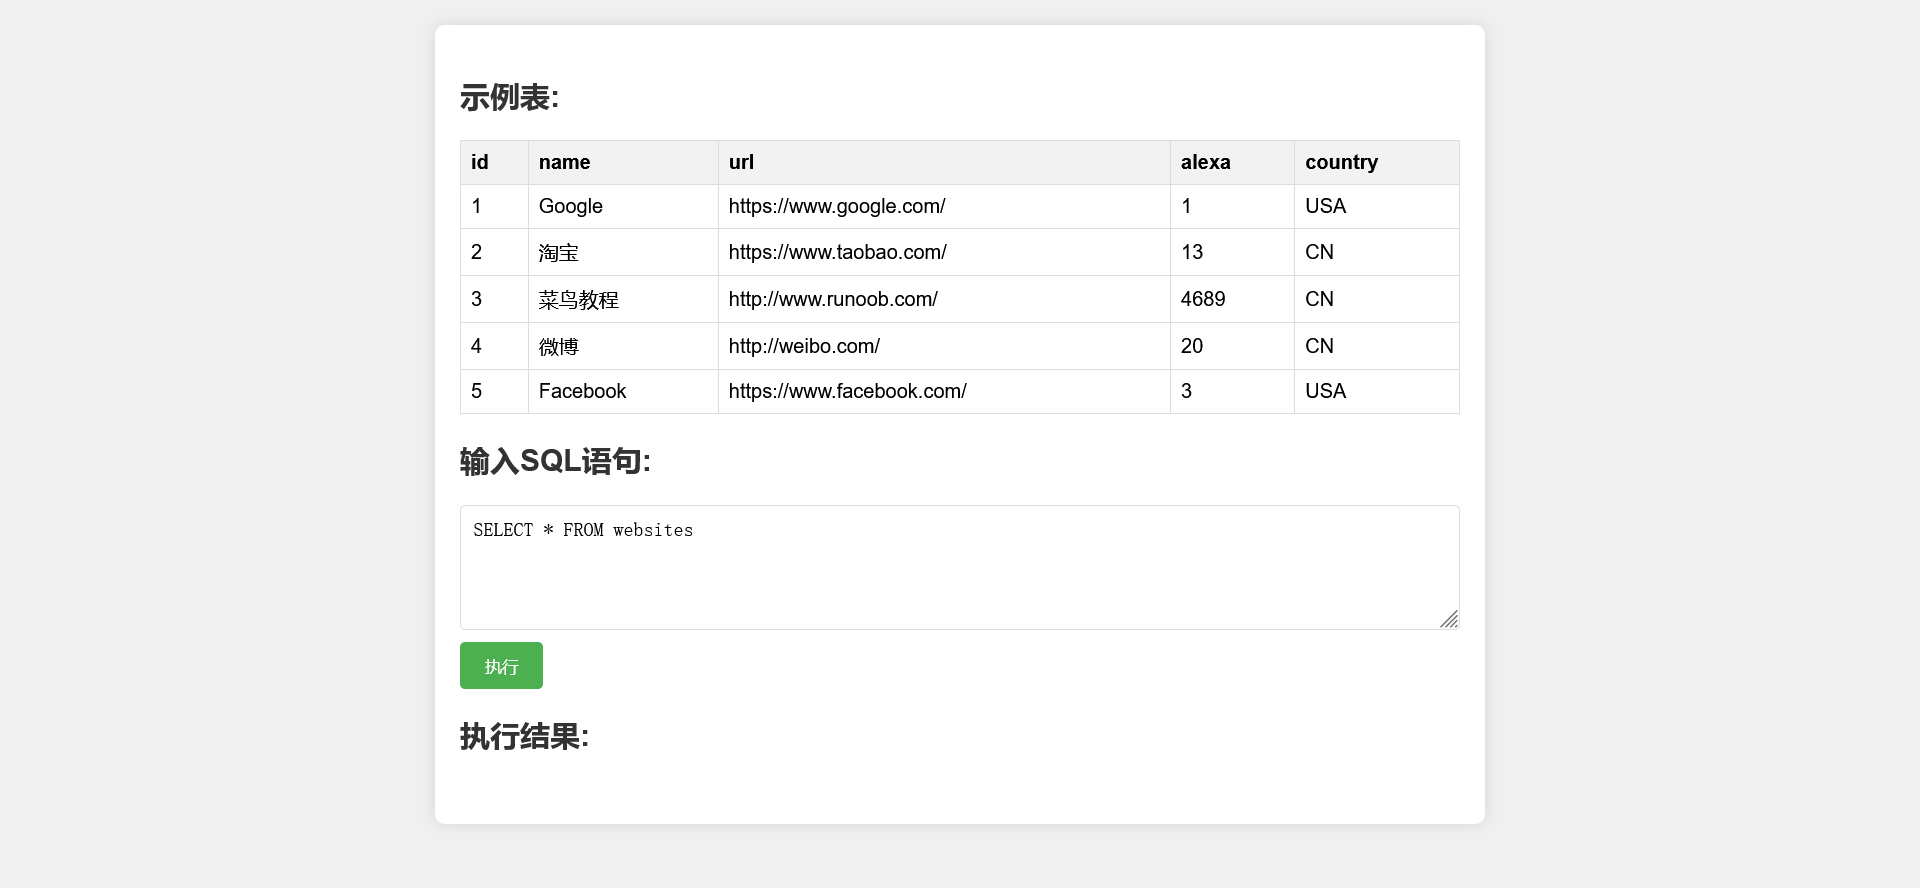 示例表:
id name url alexa country
1 Google https://www.google.com/ 1 USA
2 淘宝 https://www.taobao.com/ 13 CN
3 菜鸟教程 http://www.runoob.com/ 4689 CN
4 微博 http://weibo.com/ 20 CN
5 Facebook https://www.facebook.com/ 3 USA
输入SQL语句:
SELECT * FROM websites
执行
执行结果: